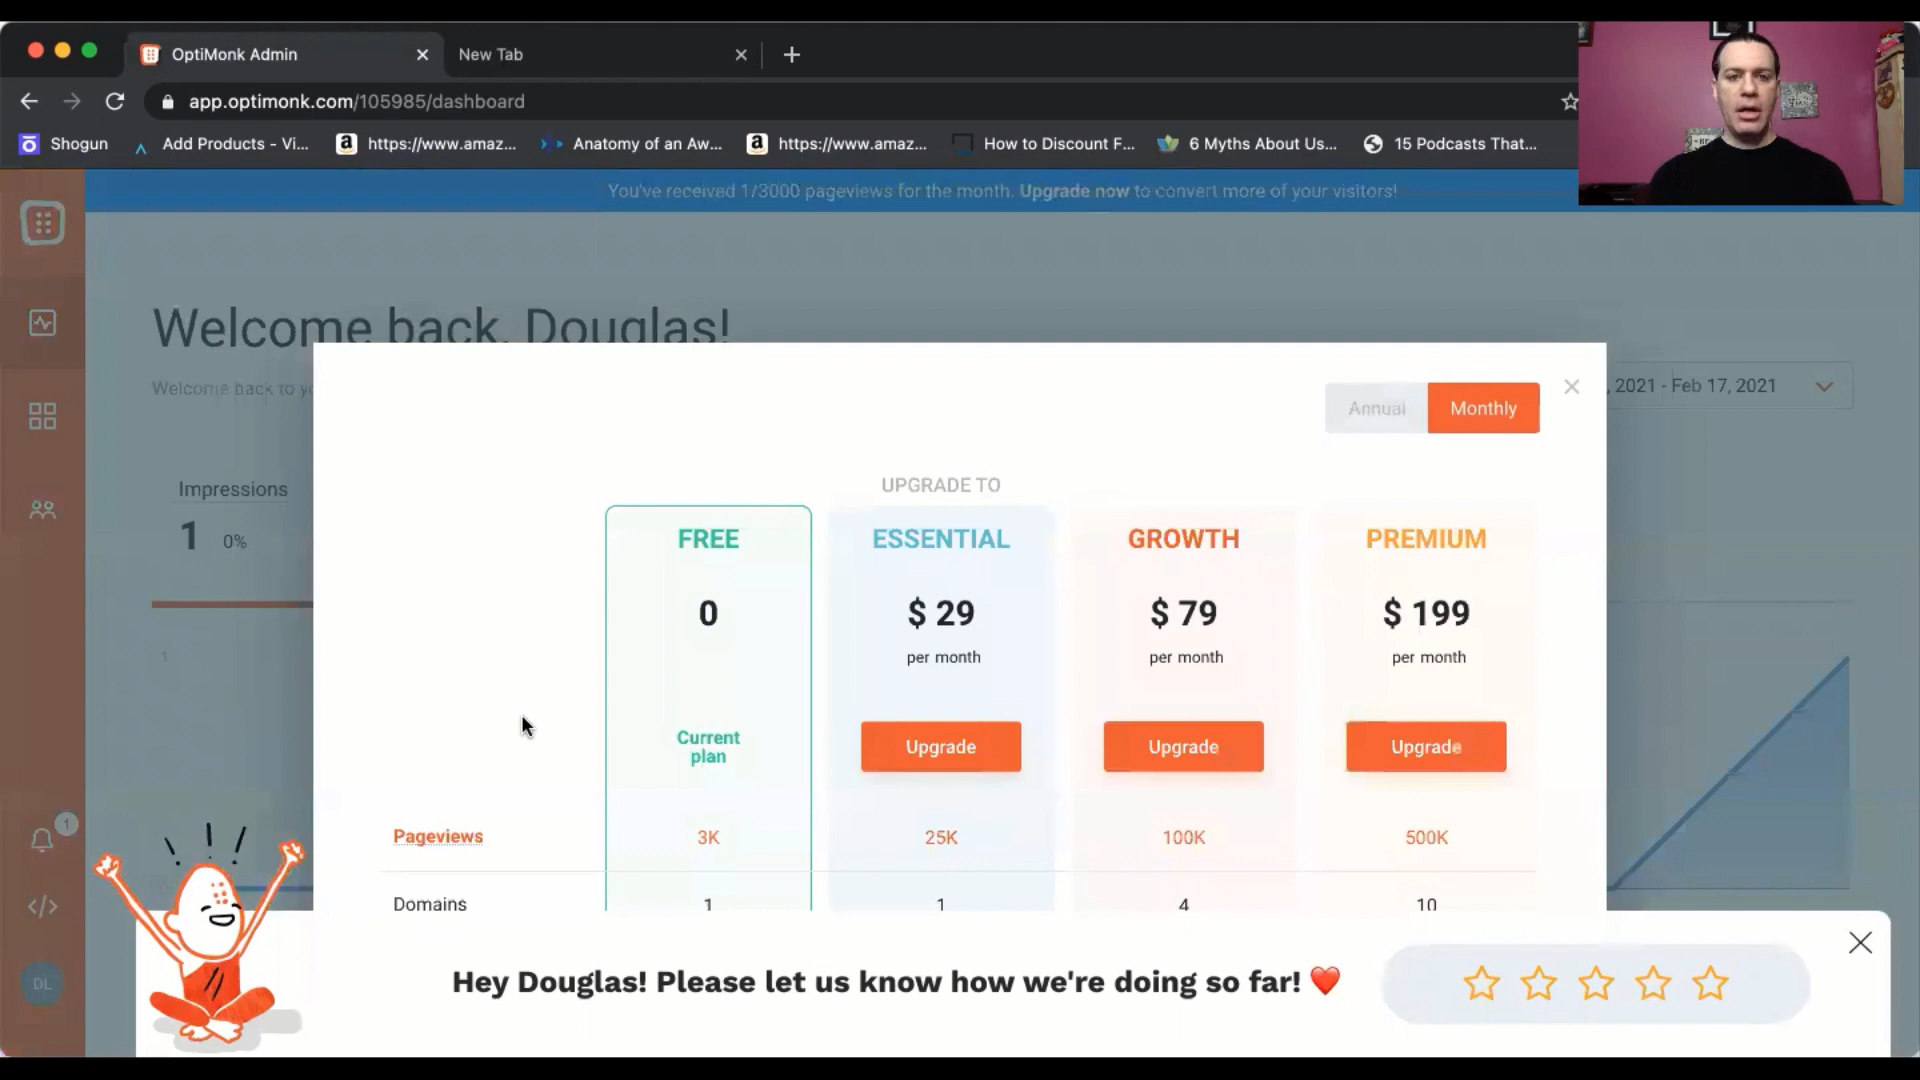 OptiMonk Admin
New Tab
app.optimonk.com/105985/dashboard
Shogun
Add Products - Vi...
https://www.amaz...
Anatomy of an Aw...
https://www.amaz...
How to Discount F...
6 Myths About Us...
15 Podcasts That...
You've received 1/3000 pageviews for the month. Upgrade now to convert more of your visitors!
Welcome back, Douglas!
Welcome back to yo
, 2021 - Feb 17, 2021
Annual
Monthly
Impressions
1 0%
1
UPGRADE TO
FREE
ESSENTIAL
GROWTH
PREMIUM
0
$ 29
$ 79
$ 199
per month
per month
per month
Current
plan
Upgrade
Upgrade
Upgrade
Pageviews
3K
25K
100K
500K
Domains
1
1
4
10
1
</>
DL
Hey Douglas! Please let us know how we're doing so far! ❤️